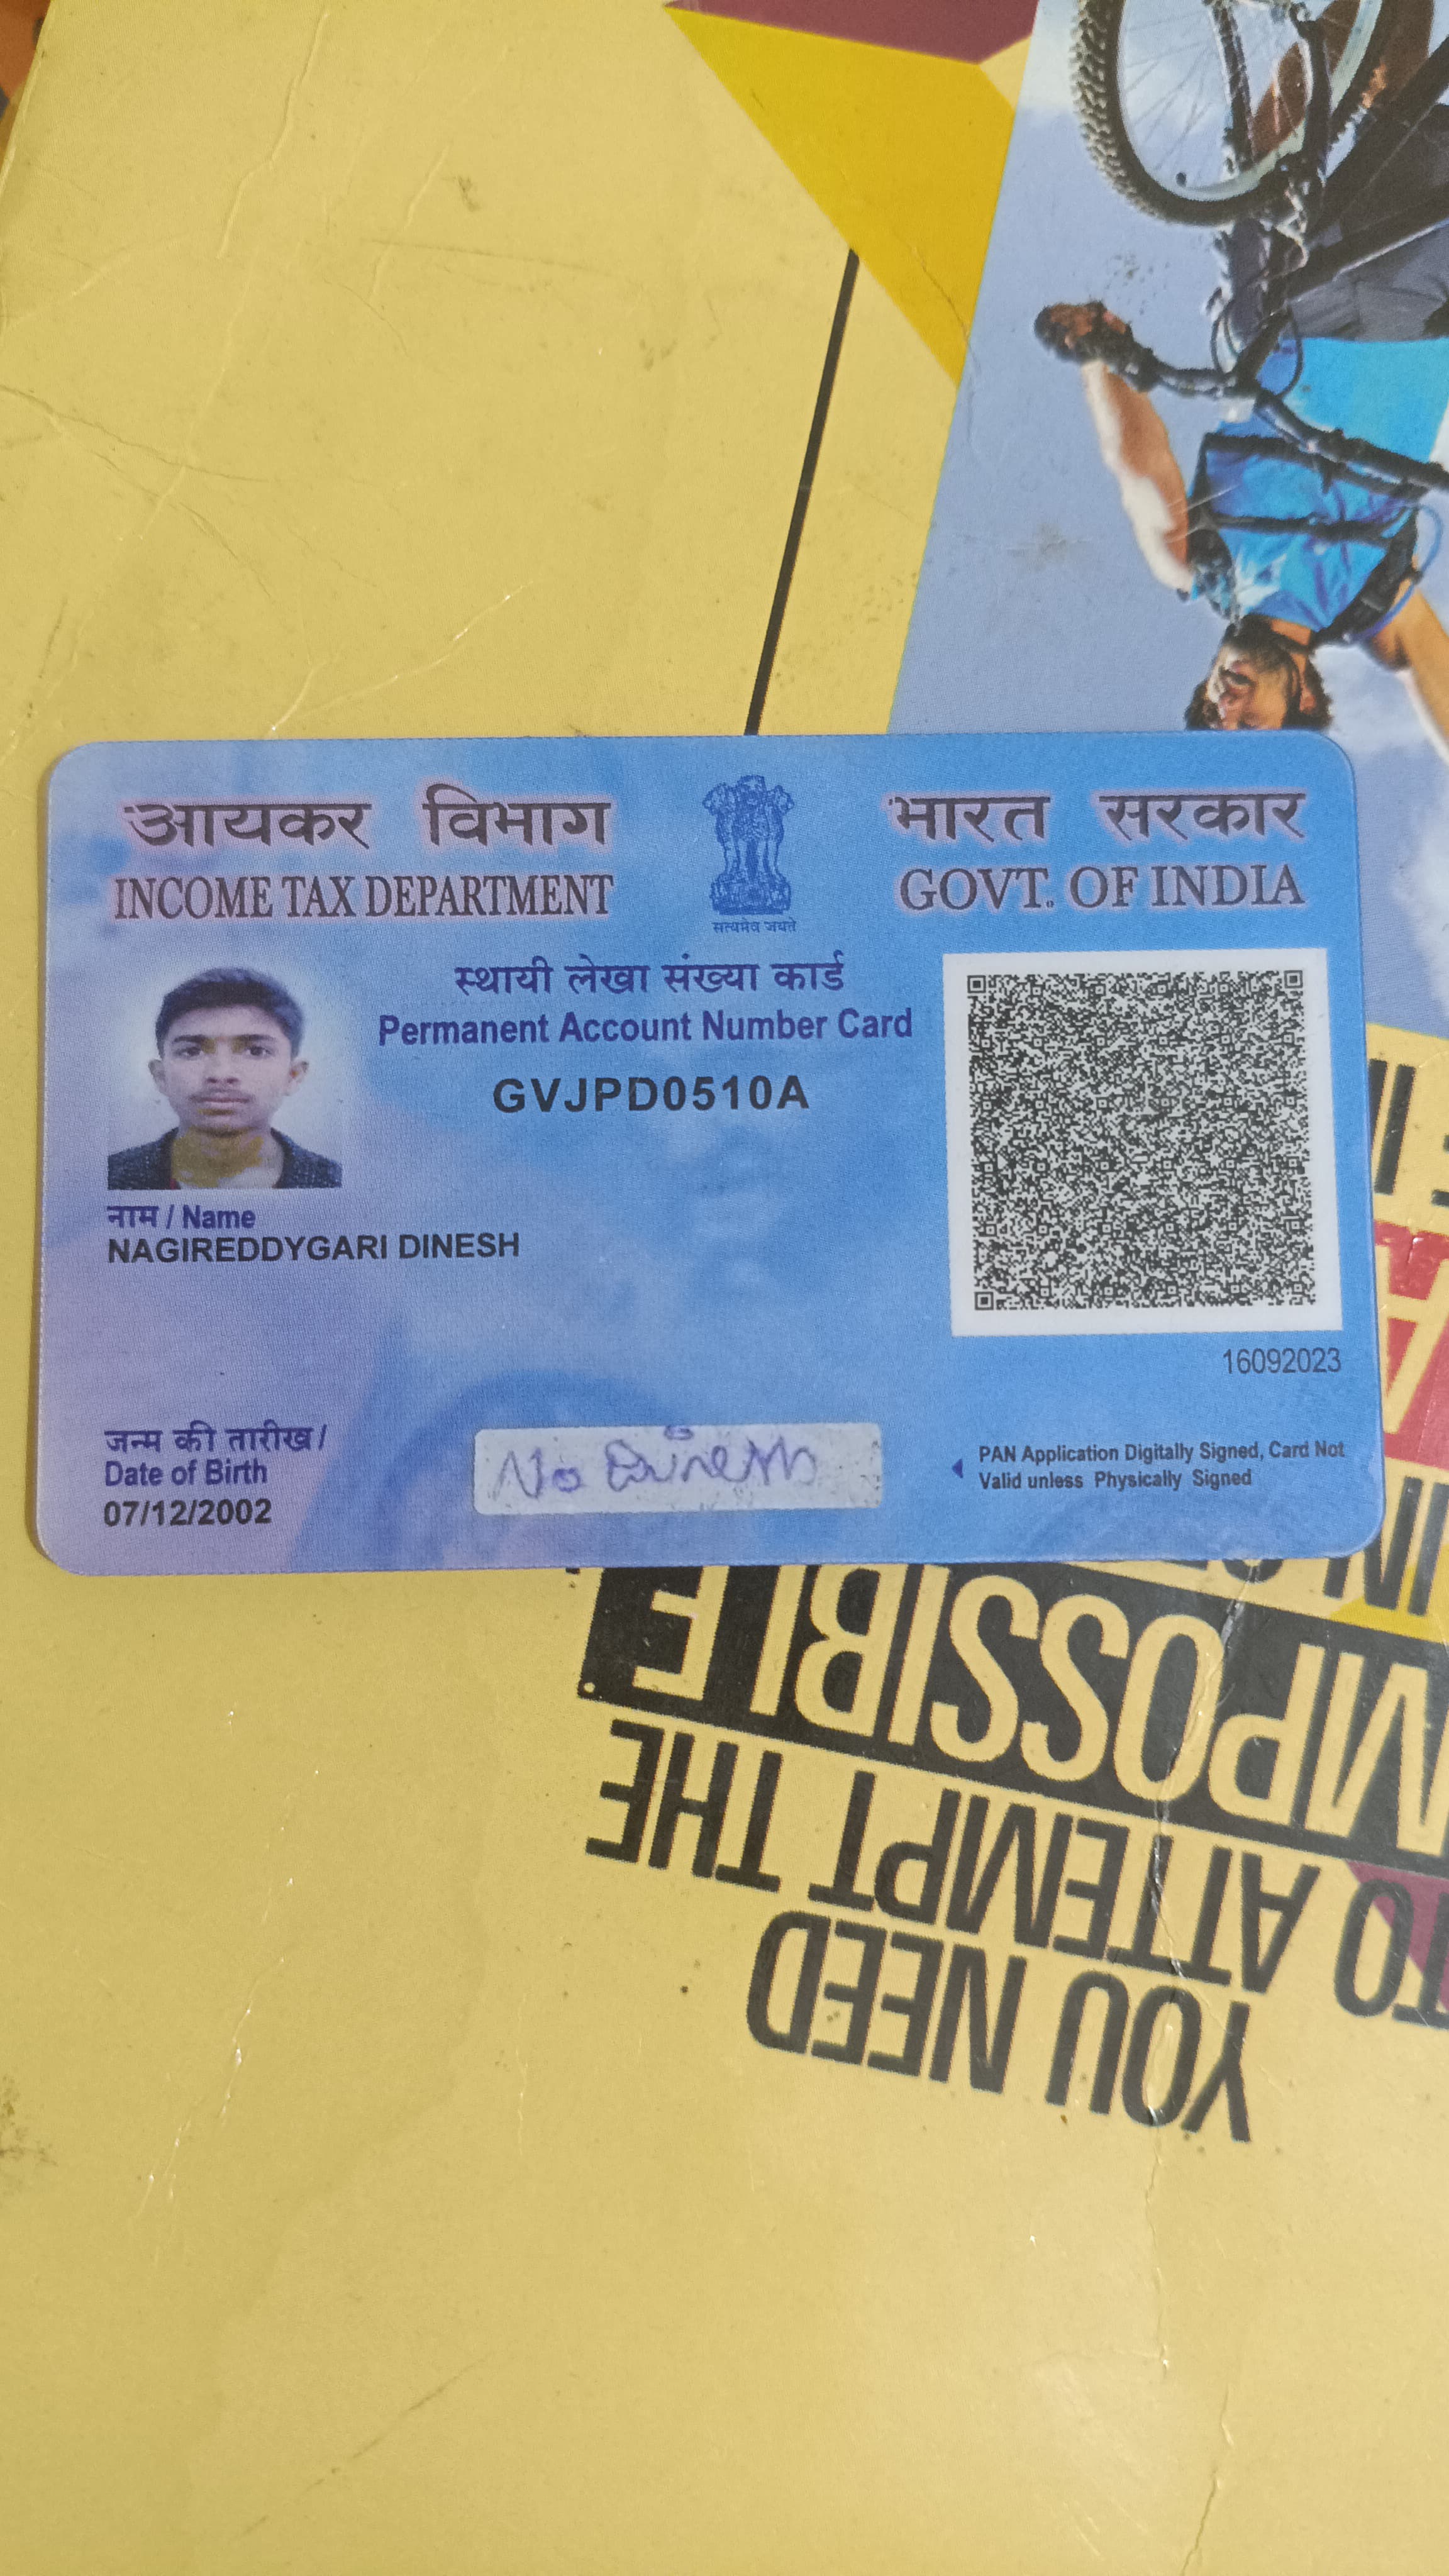 आयकर विभाग
INCOME TAX DEPARTMENT
सत्यमेव जयते
भारत सरकार
GOVT. OF INDIA
स्थायी लेखा संख्या कार्ड
Permanent Account Number Card
GVJPD0510A
नाम / Name
NAGIREDDYGARI DINESH
16092023
जन्म की तारीख/
Date of Birth
07/12/2002
N. Dinesh
PAN Application Digitally Signed, Card Not
Valid unless Physically Signed
YOU NEED
TO ATTEMPT THE
IMPOSSIBLE